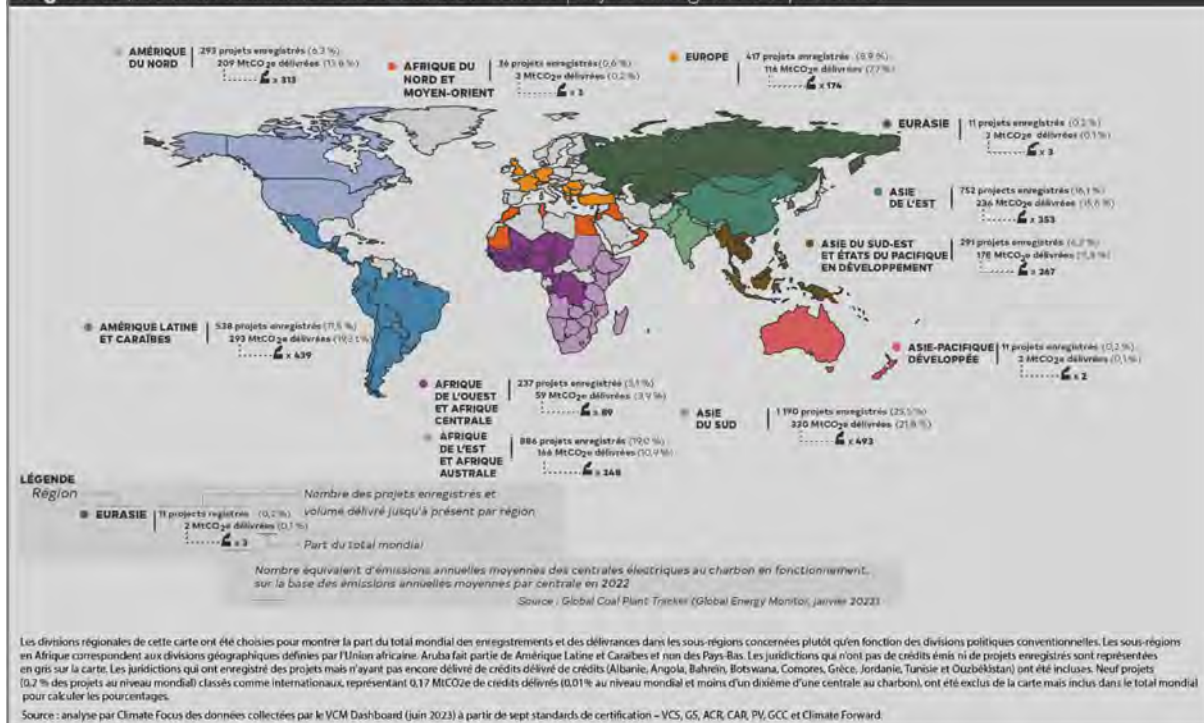 AMÉRIQUE
DU NORD
293 projets enregistrés (6,3 %)
209 MtCO2e délivrées (13,8 %)
x 313
AFRIQUE DU
NORD ET
MOYEN-ORIENT
36 projets enregistrés (0,6 %)
3 MtCO2e délivrées (0,2 %)
x 3
EUROPE
417 projets enregistrés (8,9 %)
116 MtCO2e délivrées (7,7 %)
x 174
EURASIE
11 projets enregistrés (0,2 %)
2 MtCO2e délivrées (0,1 %)
x 3
ASIE
DE L'EST
752 projets enregistrés (16,1 %)
236 MtCO2e délivrées (15,6 %)
x 353
ASIE DU SUD-EST
ET ÉTATS DU PACIFIQUE
EN DÉVELOPPEMENT
291 projets enregistrés (6,2 %)
178 MtCO2e délivrées (11,8 %)
x 267
AMÉRIQUE LATINE
ET CARAÏBES
538 projets enregistrés (11,5 %)
293 MtCO2e délivrées
x 439
ASIE-PACIFIQUE
DÉVELOPPÉE
11 projets enregistrés (0,2 %)
2 MtCO2e délivrées (0,1 %)
x 2
AFRIQUE
DE L'OUEST
ET AFRIQUE
CENTRALE
237 projets enregistrés (5,1 %)
59 MtCO2e délivrées (3,9 %)
x 89
ASIE
DU SUD
1 190 projets enregistrés (25,5 %)
330 MtCO2e délivrées (21,8 %)
x 493
AFRIQUE
DE L'EST
ET AFRIQUE
AUSTRALE
886 projets enregistrés (19,0 %)
166 MtCO2e délivrées (10,9 %)
x 248
LÉGENDE
Région
Nombre des projets enregistrés et
volume délivré jusqu'à présent par région
EURASIE
11 projects registrés (0,2 %)
2 MtCO2e délivrées (0,1 %)
x 3
Part du total mondial
Nombre équivalent d'émissions annuelles moyennes des centrales électriques au charbon en fonctionnement,
sur la base des émissions annuelles moyennes par centrale en 2022
Source : Global Coal Plant Tracker (Global Energy Monitor, janvier 2023)
Les divisions régionales de cette carte ont été choisies pour montrer la part du total mondial des enregistrements et des délivrances dans les sous-régions concernées plutôt qu'en fonction des divisions politiques conventionnelles. Les sous-régions
en Afrique correspondent aux divisions géographiques définies par l'Union africaine. Aruba fait partie de Amérique Latine et Caraïbes et non des Pays-Bas. Les juridictions qui n'ont pas de crédits émis ni de projets enregistrés sont représentées
en gris sur la carte. Les juridictions qui ont enregistré des projets mais n'ayant pas encore délivré de crédits délivré de crédits (Albanie, Angola, Bahreïn, Botswana, Comores, Grèce, Jordanie, Tunisie et Ouzbékistan) ont été incluses. Neuf projets
(0,2 % des projets au niveau mondial) classés comme internationaux, représentant 0,17 MtCO2e de crédits délivrés (0,01% au niveau mondial et moins d'un dixième d'une centrale au charbon), ont été exclus de la carte mais inclus dans le total mondial
pour calculer les pourcentages.
Source : analyse par Climate Focus des données collectées par le VCM Dashboard (juin 2023) à partir de sept standards de certification – VCS, GS, ACR, CAR, PV, GCC et Climate Forward.